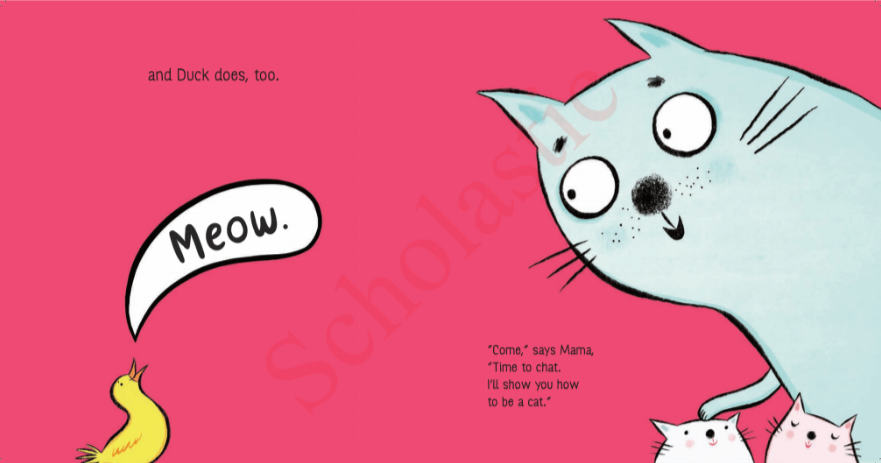 and Duck does, too.
Meow.
Scholastic
“Come,” says Mama,
“Time to chat.
I’ll show you how
to be a cat.”